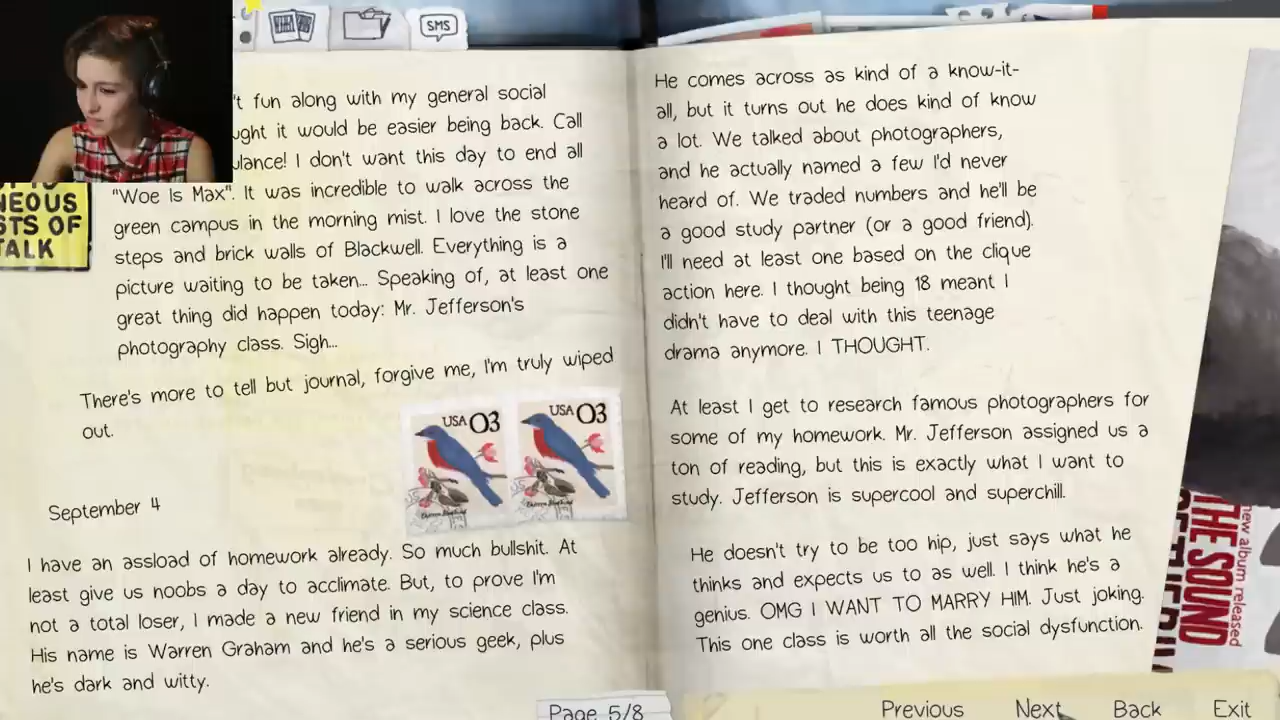 SMS
't fun along with my general social
ught it would be easier being back. Call
ulance! I don't want this day to end all
"Woe Is Max". It was incredible to walk across the
green campus in the morning mist. I love the stone
steps and brick walls of Blackwell. Everything is a
picture waiting to be taken... Speaking of, at least one
great thing did happen today: Mr. Jefferson's
photography class. Sigh...
There's more to tell but journal, forgive me, I'm truly wiped
out.
NEOUS
STS OF
TALK
USA 03
USA 03
September 4
I have an assload of homework already. So much bullshit. At
least give us noobs a day to acclimate. But, to prove I'm
not a total loser, I made a new friend in my science class.
His name is Warren Graham and he's a serious geek, plus
he's dark and witty.
He comes across as kind of a know-it-
all, but it turns out he does kind of know
a lot. We talked about photographers,
and he actually named a few I'd never
heard of. We traded numbers and he'll be
a good study partner (or a good friend).
I'll need at least one based on the clique
action here. I thought being 18 meant I
didn't have to deal with this teenage
drama anymore. I THOUGHT.
At least I get to research famous photographers for
some of my homework. Mr. Jefferson assigned us a
ton of reading, but this is exactly what I want to
study. Jefferson is supercool and superchill.
He doesn't try to be too hip, just says what he
thinks and expects us to as well. I think he's a
genius. OMG I WANT TO MARRY HIM. Just joking.
This one class is worth all the social dysfunction.
new album released
THE SOUND
Page 5/8
Previous Next Back Exit